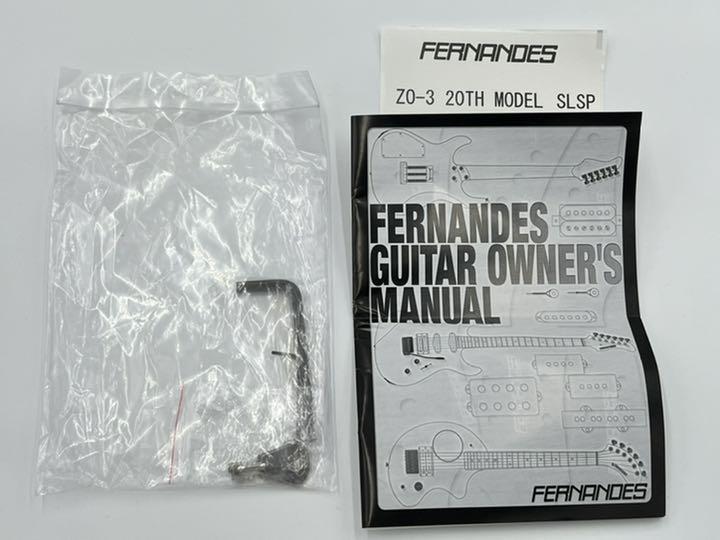 FERNANDES
ZO-3 20TH MODEL SLSP
FERNANDES
GUITAR OWNER'S
MANUAL
FERNANDES